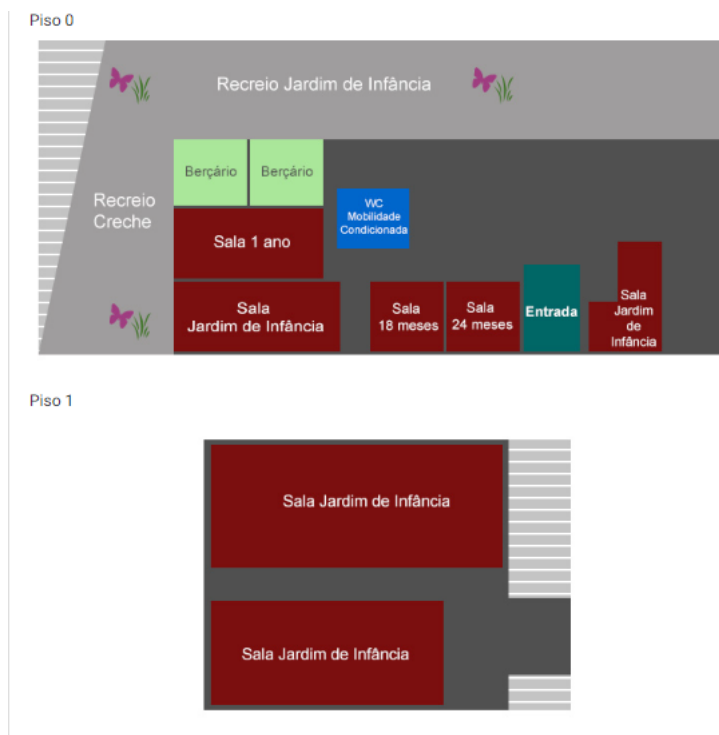 Piso 0
Recreio Jardim de Infância
Berçário
Berçário
Recreio
Creche
WC
Mobilidade
Condicionada
Sala 1 ano
Sala
Jardim de Infância
Sala
18 meses
Sala
24 meses
Entrada
Sala
Jardim
de
Infância
Piso 1
Sala Jardim de Infância
Sala Jardim de Infância